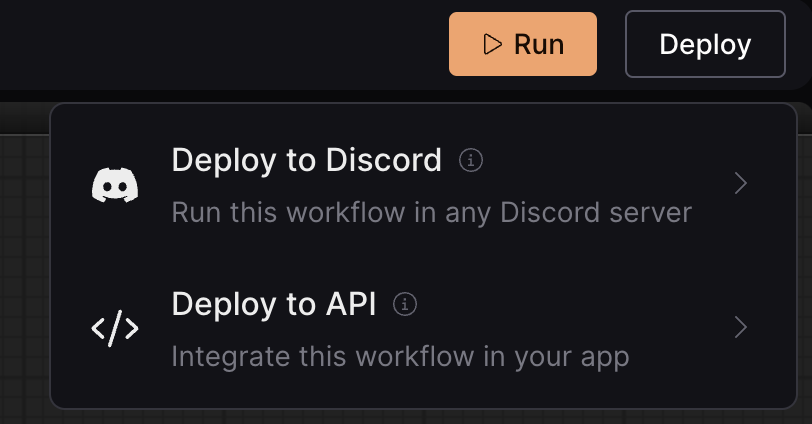 Run
Deploy
Deploy to Discord
Run this workflow in any Discord server
Deploy to API
Integrate this workflow in your app